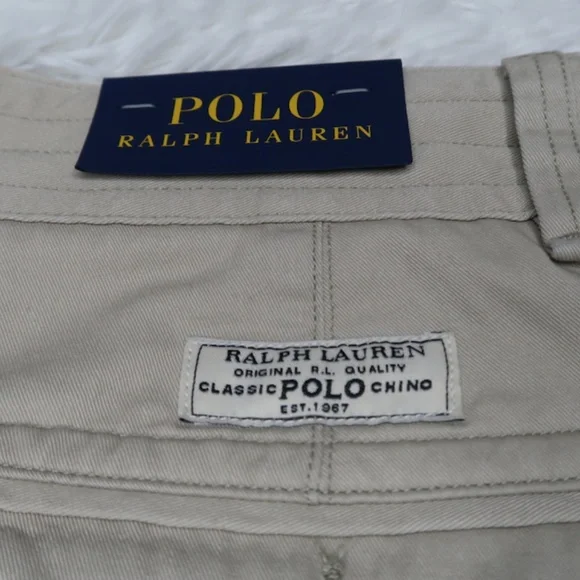 POLO
RALPH LAUREN
RALPH LAUREN
ORIGINAL R.L. QUALITY
CLASSIC POLO CHINO
EST. 1967